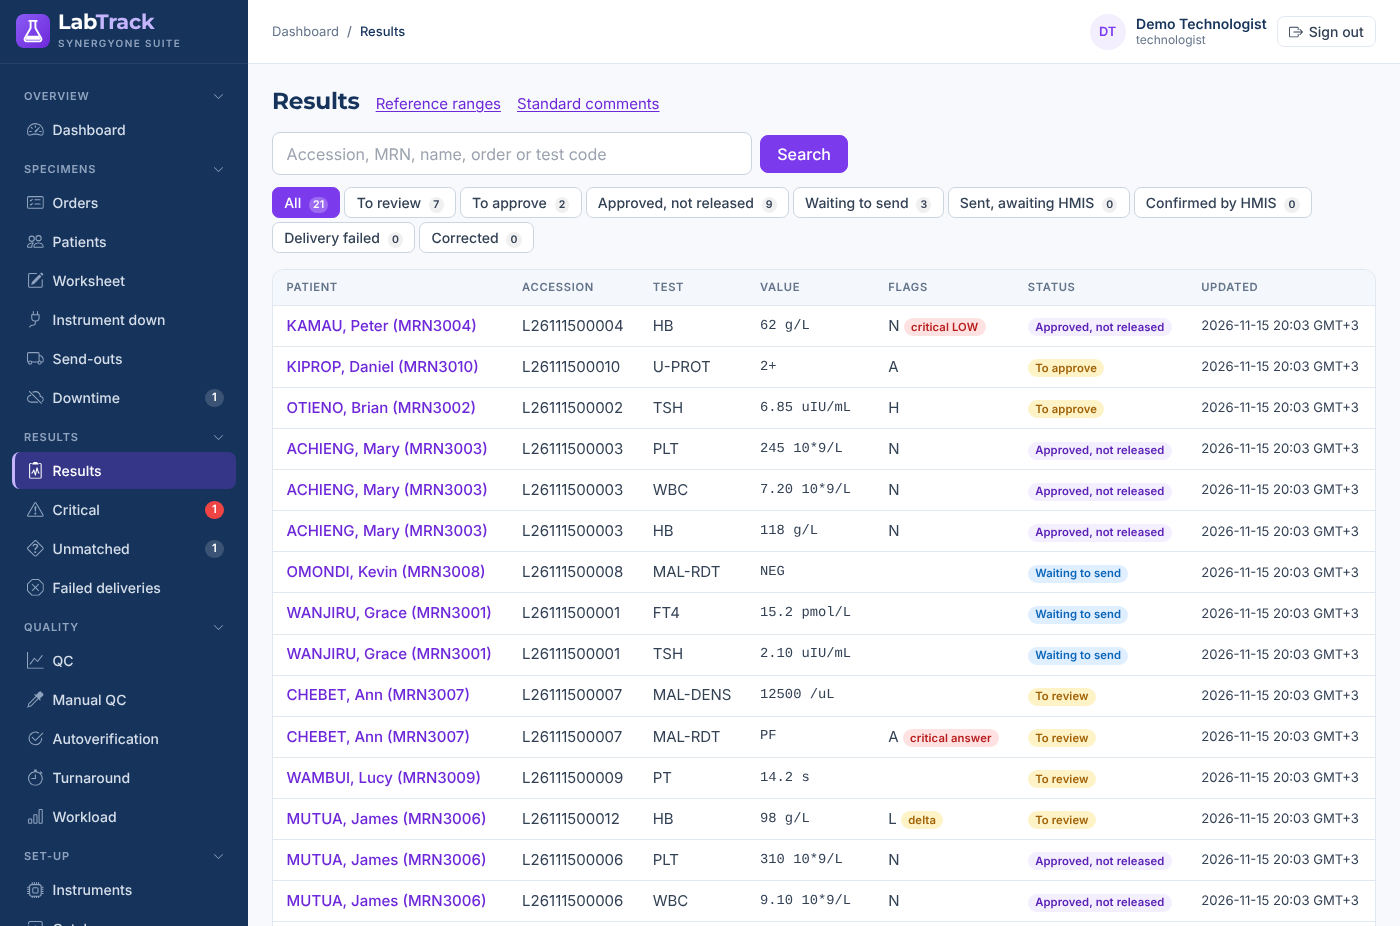 LabTrack
SYNERGYONE SUITE
OVERVIEW
Dashboard
SPECIMENS
Orders
Patients
Worksheet
Instrument down
Send-outs
Downtime 1
RESULTS
Results
Critical 1
Unmatched 1
Failed deliveries
QUALITY
QC
Manual QC
Autoverification
Turnaround
Workload
SET-UP
Instruments
Dashboard / Results
DT
Demo Technologist
technologist
Sign out
Results Reference ranges Standard comments
Accession, MRN, name, order or test code Search
All 21 To review 7 To approve 2 Approved, not released 9 Waiting to send 3 Sent, awaiting HMIS 0 Confirmed by HMIS 0
Delivery failed 0 Corrected 0
PATIENT ACCESSION TEST VALUE FLAGS STATUS UPDATED
KAMAU, Peter (MRN3004) L26111500004 HB 62 g/L N critical LOW Approved, not released 2026-11-15 20:03 GMT+3
KIPROP, Daniel (MRN3010) L26111500010 U-PROT 2+ A To approve 2026-11-15 20:03 GMT+3
OTIENO, Brian (MRN3002) L26111500002 TSH 6.85 uIU/mL H To approve 2026-11-15 20:03 GMT+3
ACHIENG, Mary (MRN3003) L26111500003 PLT 245 10*9/L N Approved, not released 2026-11-15 20:03 GMT+3
ACHIENG, Mary (MRN3003) L26111500003 WBC 7.20 10*9/L N Approved, not released 2026-11-15 20:03 GMT+3
ACHIENG, Mary (MRN3003) L26111500003 HB 118 g/L N Approved, not released 2026-11-15 20:03 GMT+3
OMONDI, Kevin (MRN3008) L26111500008 MAL-RDT NEG Waiting to send 2026-11-15 20:03 GMT+3
WANJIRU, Grace (MRN3001) L26111500001 FT4 15.2 pmol/L Waiting to send 2026-11-15 20:03 GMT+3
WANJIRU, Grace (MRN3001) L26111500001 TSH 2.10 uIU/mL Waiting to send 2026-11-15 20:03 GMT+3
CHEBET, Ann (MRN3007) L26111500007 MAL-DENS 12500 /uL To review 2026-11-15 20:03 GMT+3
CHEBET, Ann (MRN3007) L26111500007 MAL-RDT PF A critical answer To review 2026-11-15 20:03 GMT+3
WAMBUI, Lucy (MRN3009) L26111500009 PT 14.2 s To review 2026-11-15 20:03 GMT+3
MUTUA, James (MRN3006) L26111500012 HB 98 g/L L delta To review 2026-11-15 20:03 GMT+3
MUTUA, James (MRN3006) L26111500006 PLT 310 10*9/L N Approved, not released 2026-11-15 20:03 GMT+3
MUTUA, James (MRN3006) L26111500006 WBC 9.10 10*9/L N Approved, not released 2026-11-15 20:03 GMT+3